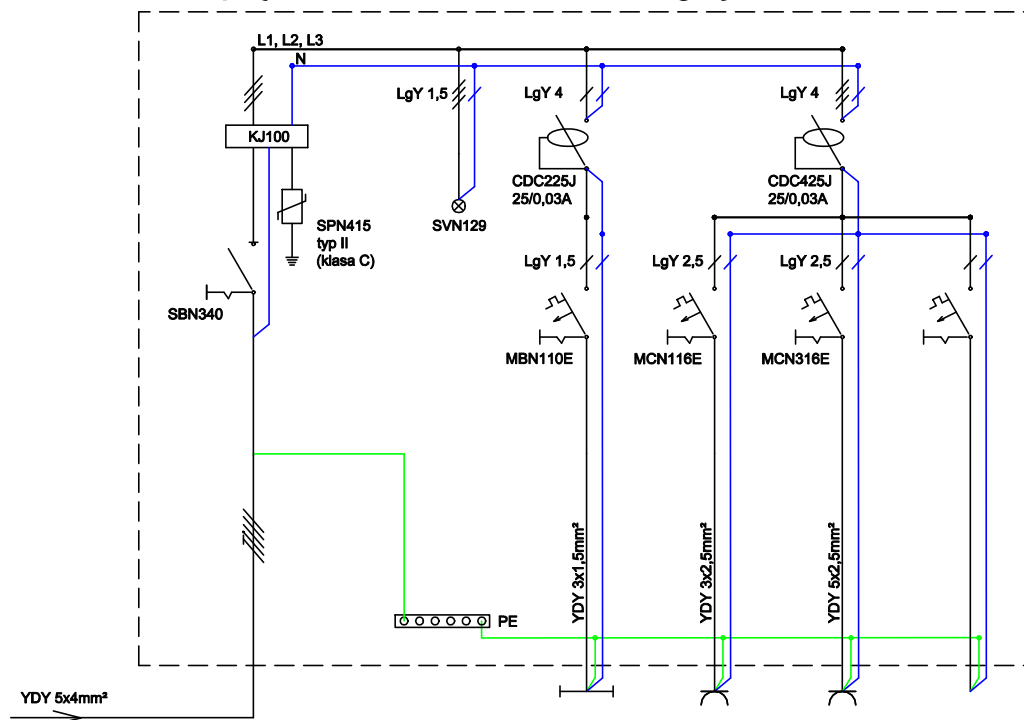 L1, L2, L3
N
LgY 1,5
LgY 4
LgY 4
KJ100
CDC225J
25/0,03A
CDC425J
25/0,03A
SPN415
typ II
(klasa C)
SVN129
LgY 1,5
LgY 2,5
LgY 2,5
SBN340
MBN110E
MCN116E
MCN316E
YDY 3x1,5mm²
YDY 3x2,5mm²
YDY 5x2,5mm²
PE
YDY 5x4mm²